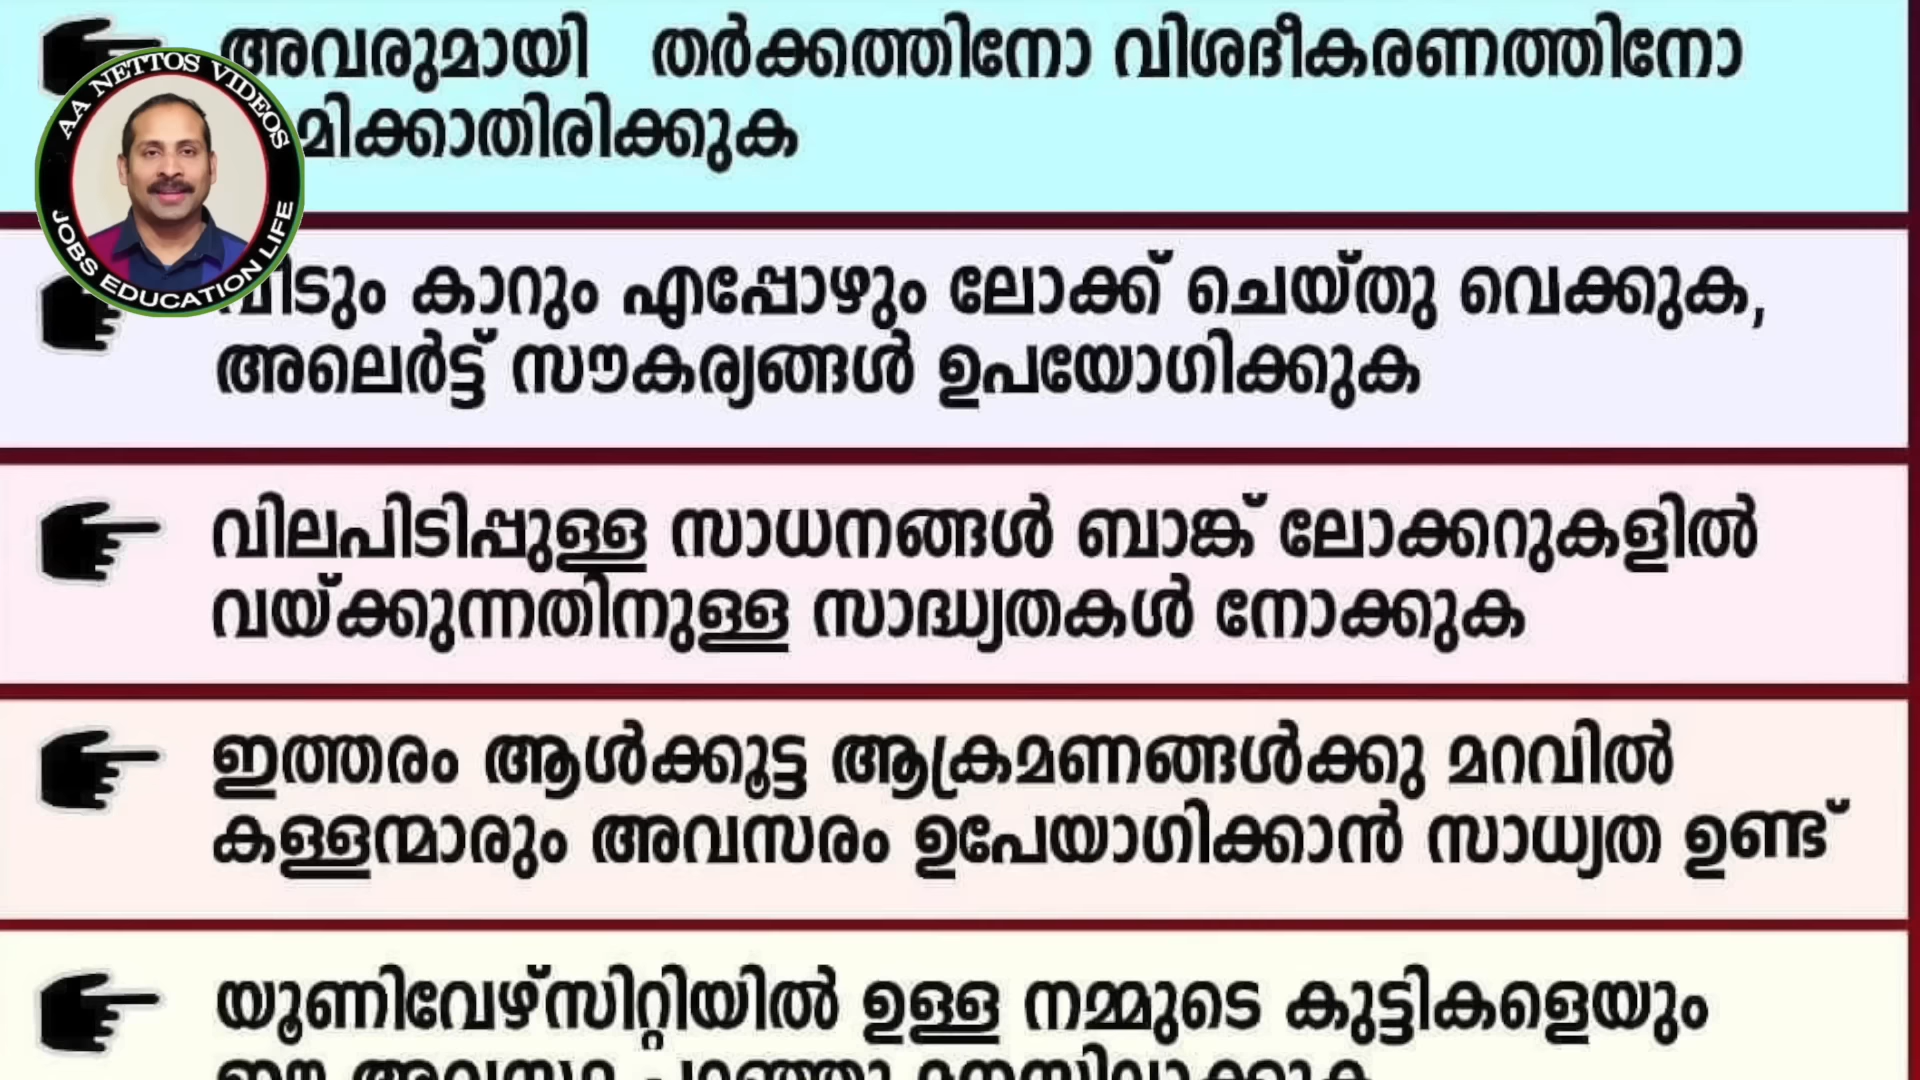 അവരുമായി തർക്കത്തിനോ വിശദീകരണത്തിനോ
AA NETTOS VIDEOS
JOBS EDUCATION LIFE
വീടും കാറും എപ്പോഴും ലോക്ക് ചെയ്തു വെക്കുക,
അലെർട്ട് സൗകര്യങ്ങൾ ഉപയോഗിക്കുക
വിലപിടിപ്പുള്ള സാധനങ്ങൾ ബാങ്ക് ലോക്കറുകളിൽ
വയ്ക്കുന്നതിനുള്ള സാദ്ധ്യതകൾ നോക്കുക
ഇത്തരം ആൾക്കൂട്ട ആക്രമണങ്ങൾക്കു മറവിൽ
കള്ളന്മാരും അവസരം ഉപേയാഗിക്കാൻ സാധ്യത ഉണ്ട്
യൂണിവേഴ്സിറ്റിയിൽ ഉള്ള നമ്മുടെ കുട്ടികളെയും